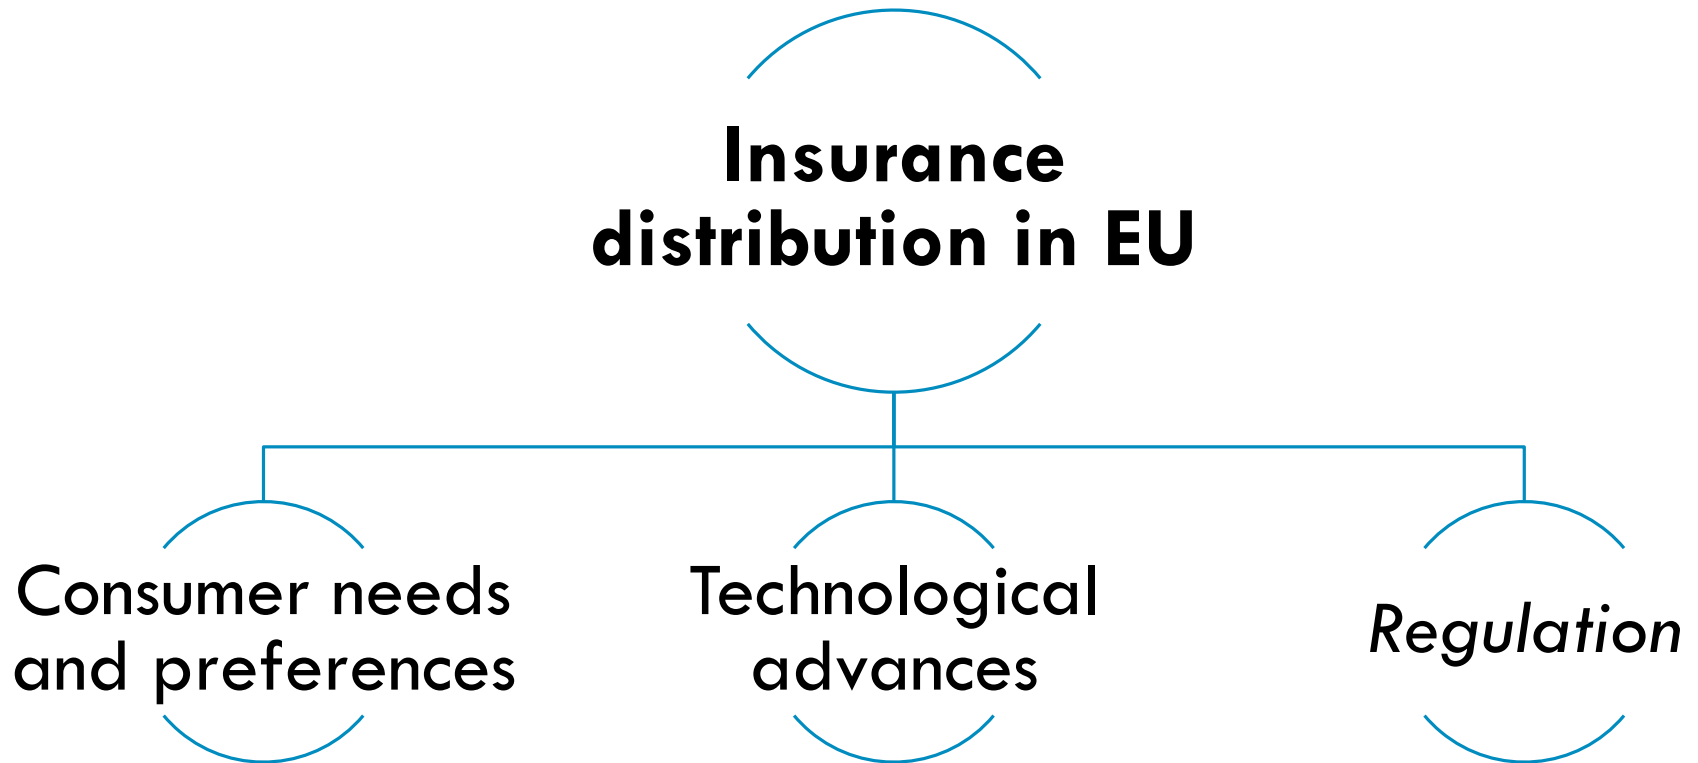 Insurance
distribution in EU
Consumer needs
and preferences
Technological
advances
Regulation